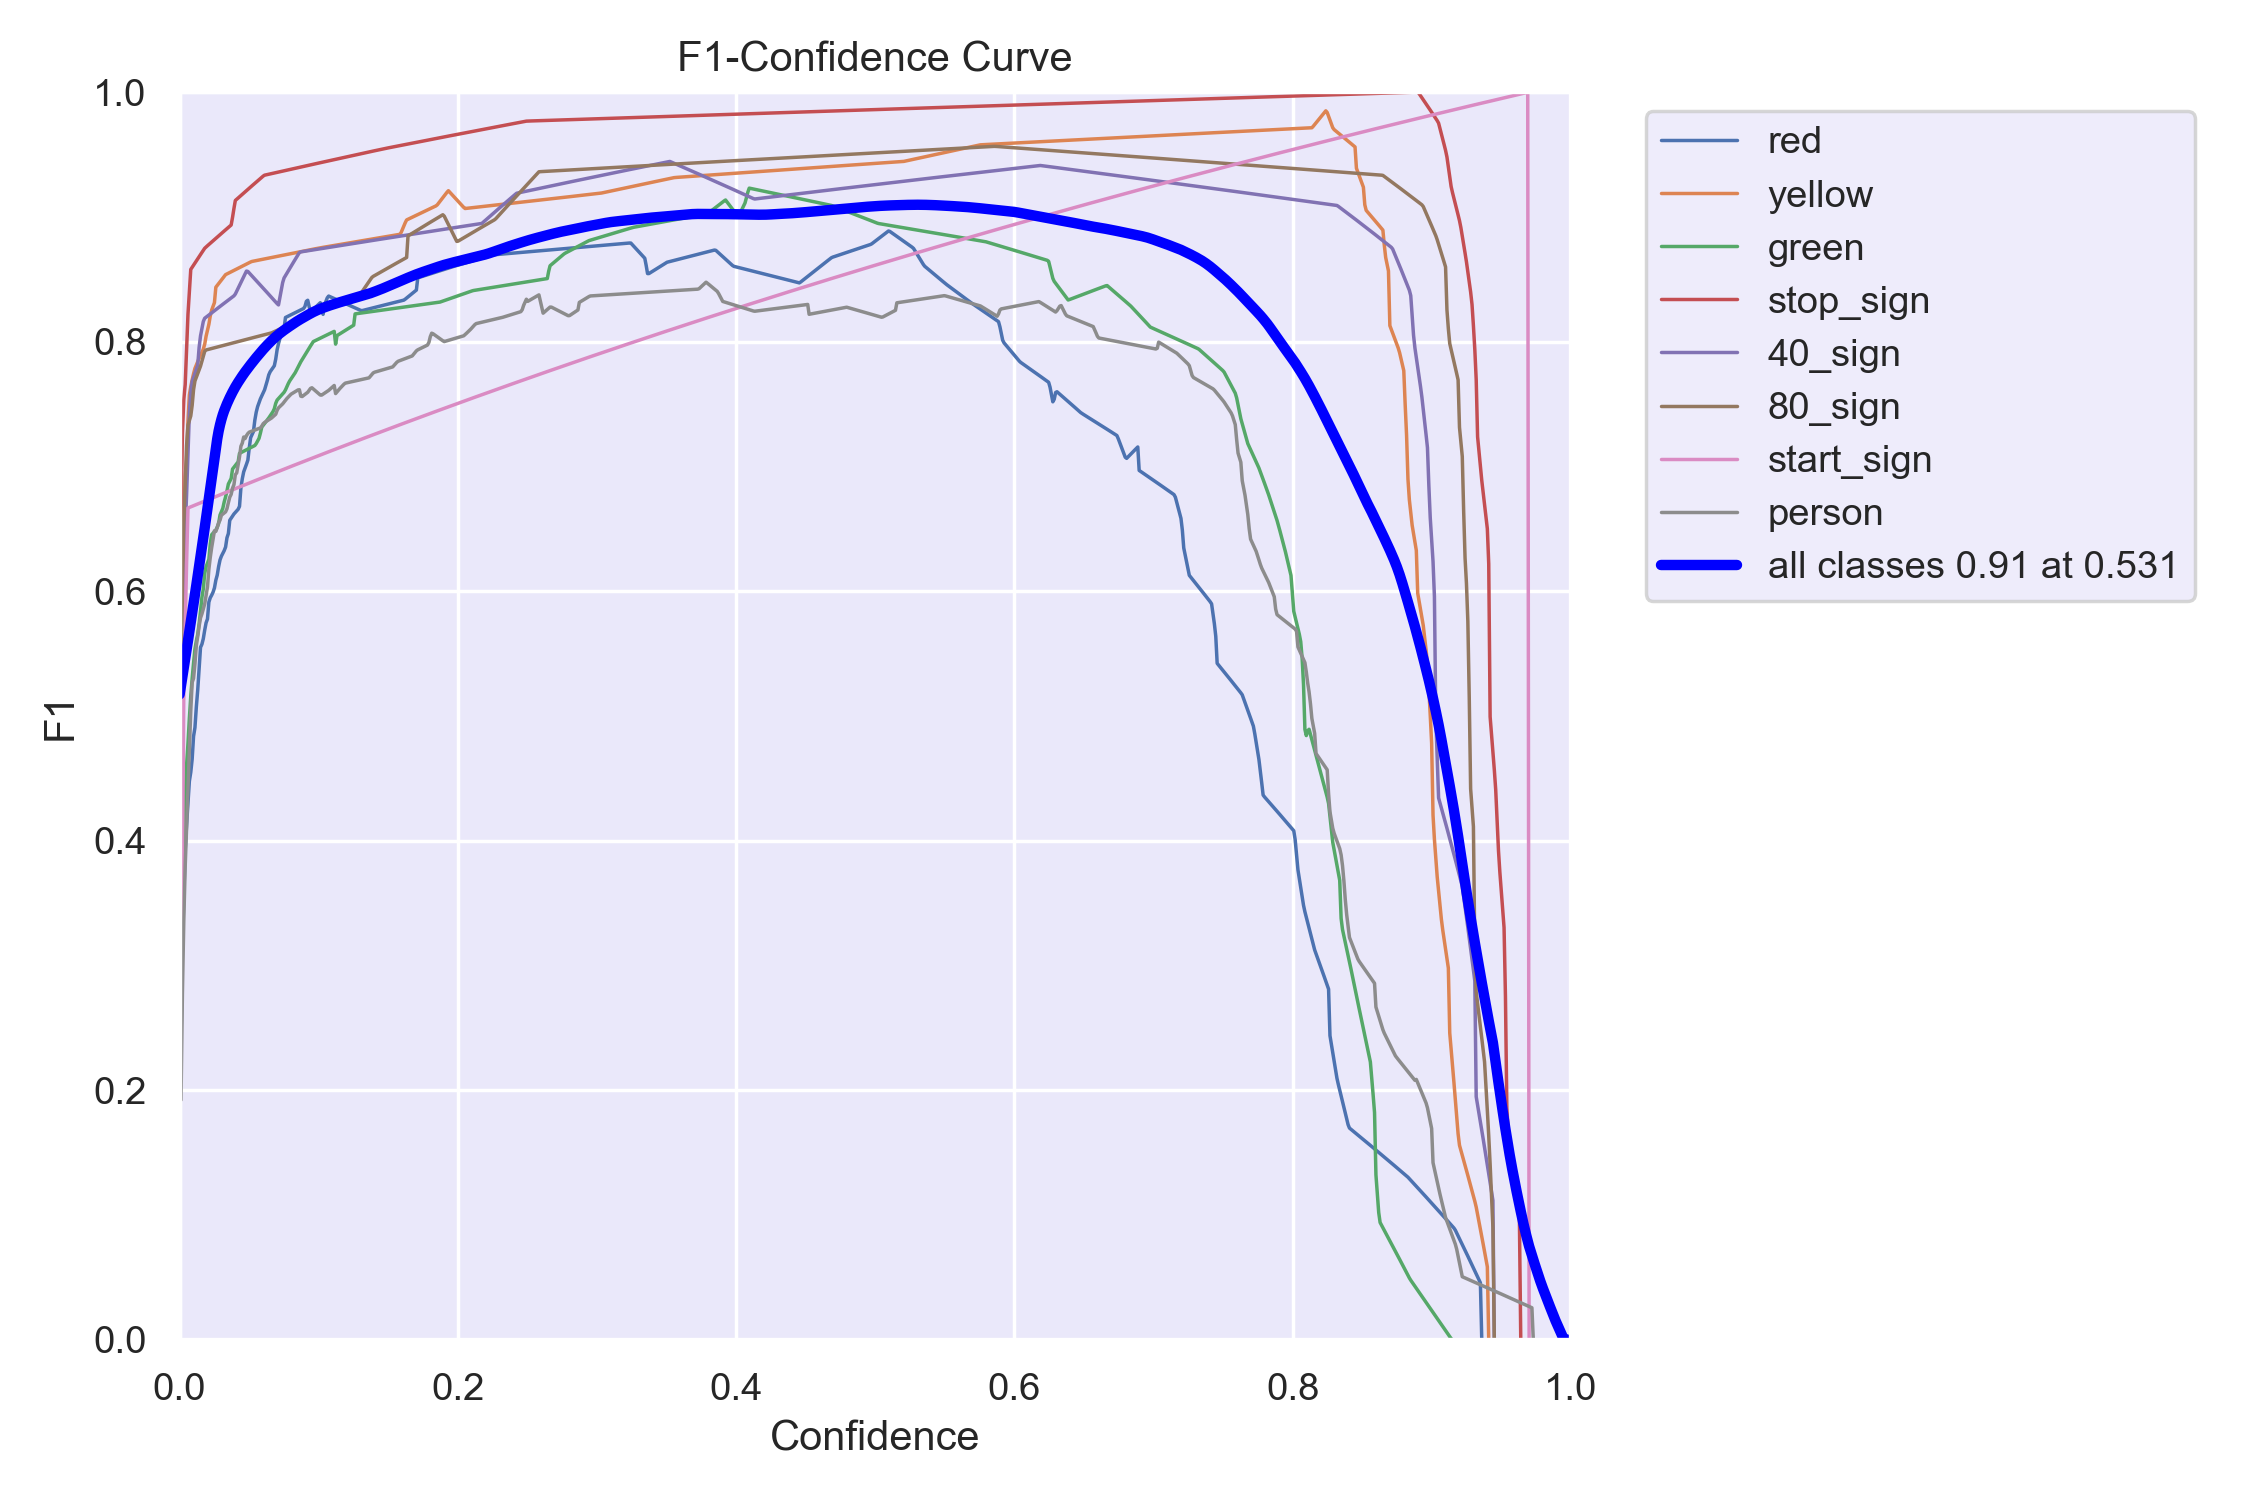 F1-Confidence Curve
1.0
0.8
0.6
0.4
0.2
0.0
F1
0.0 0.2 0.4 0.6 0.8 1.0
Confidence
red
yellow
green
stop_sign
40_sign
80_sign
start_sign
person
all classes 0.91 at 0.531